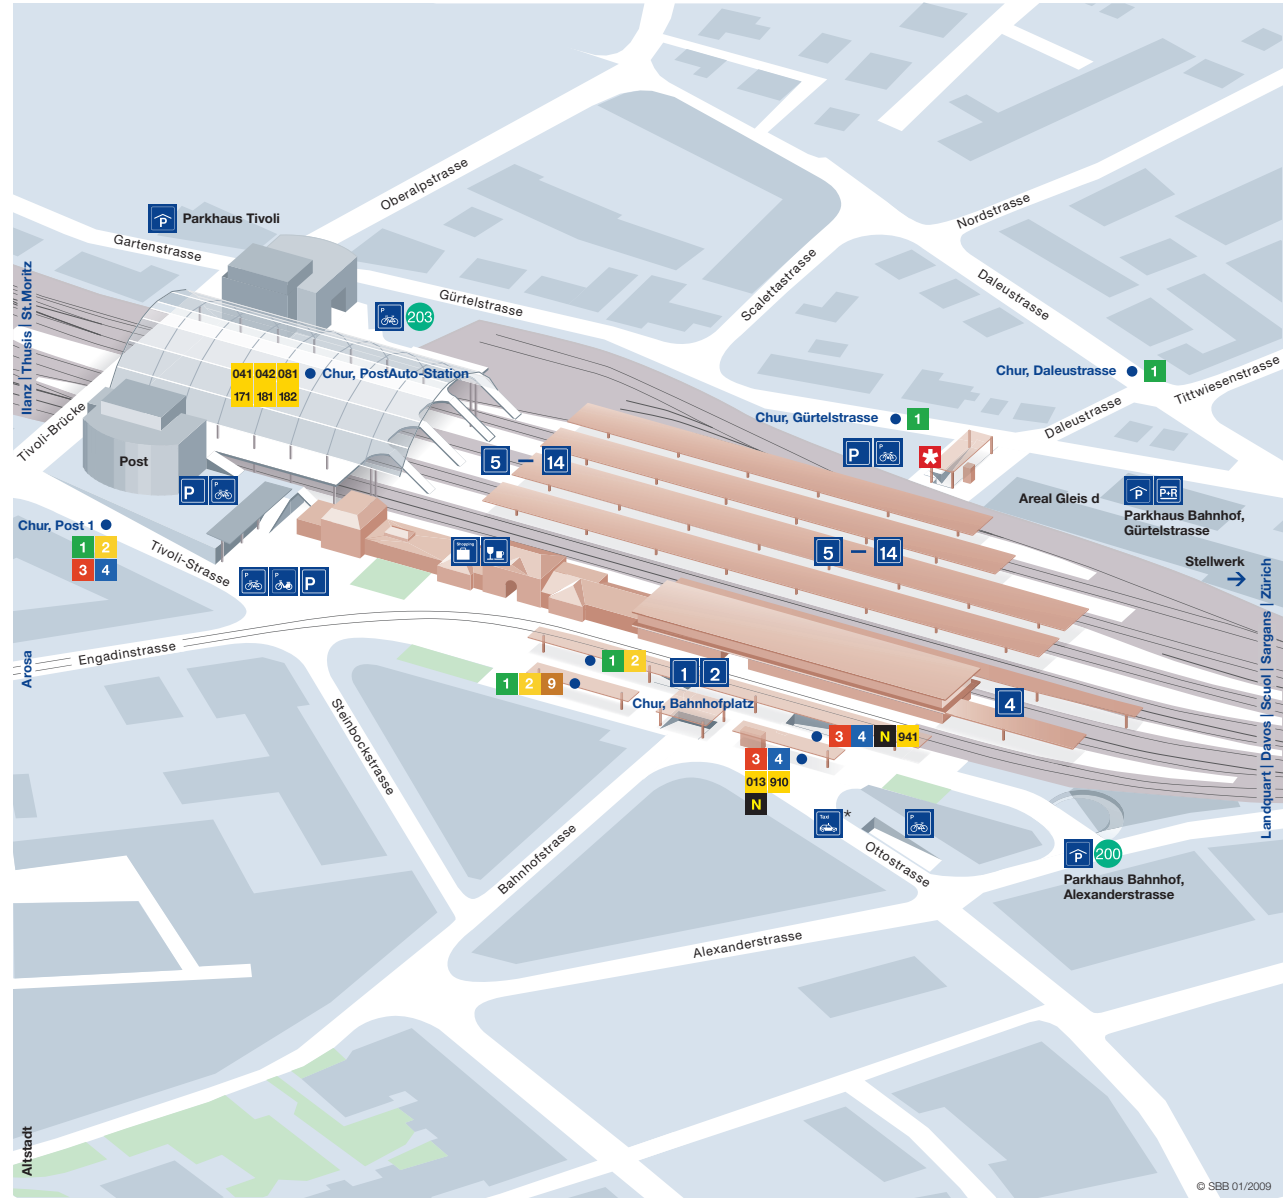 Oberalpstrasse
Nordstrasse
P
Parkhaus Tivoli
Gartenstrasse
Ilanz | Thusis | St.Moritz
Gürtelstrasse
Scalettastrasse
Daleustrasse
P
203
Chur, Daleustrasse
1
Tittwiesenstrasse
041 042 081
Chur, PostAuto-Station
171 181 182
Tivoli-Brücke
Chur, Gürtelstrasse
1
Daleustrasse
Post
5 – 14
P
P
P
P
Areal Gleis d
P
P+R
Parkhaus Bahnhof,
Gürtelstrasse
Chur, Post 1
1 2
3 4
Tivoli-Strasse
Shopping
5 – 14
Stellwerk
P
P
P
Landquart | Davos | Scuol | Sargans | Zürich
Arosa
Engadinstrasse
1 2
1 2 9
1 2
Chur, Bahnhofplatz
4
Steinbockstrasse
3 4 N 941
3 4
013 910
N
Taxi
*
P
Bahnhofstrasse
Ottostrasse
P
200
Parkhaus Bahnhof,
Alexanderstrasse
Alexanderstrasse
Altstadt
© SBB 01/2009